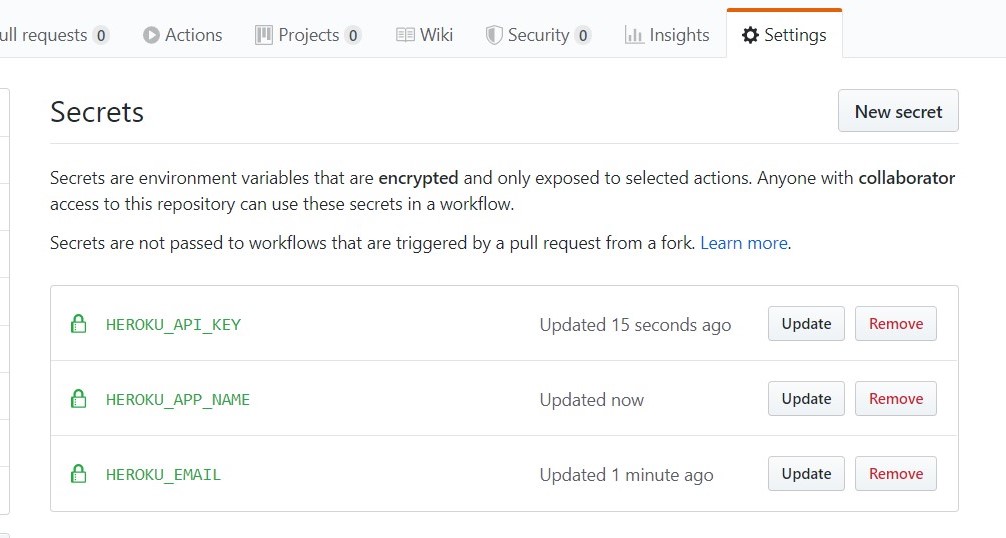 ull requests 0 Actions Projects 0 Wiki Security 0 Insights Settings
Secrets New secret
Secrets are environment variables that are encrypted and only exposed to selected actions. Anyone with collaborator
access to this repository can use these secrets in a workflow.
Secrets are not passed to workflows that are triggered by a pull request from a fork. Learn more.
HEROKU_API_KEY Updated 15 seconds ago Update Remove
HEROKU_APP_NAME Updated now Update Remove
HEROKU_EMAIL Updated 1 minute ago Update Remove